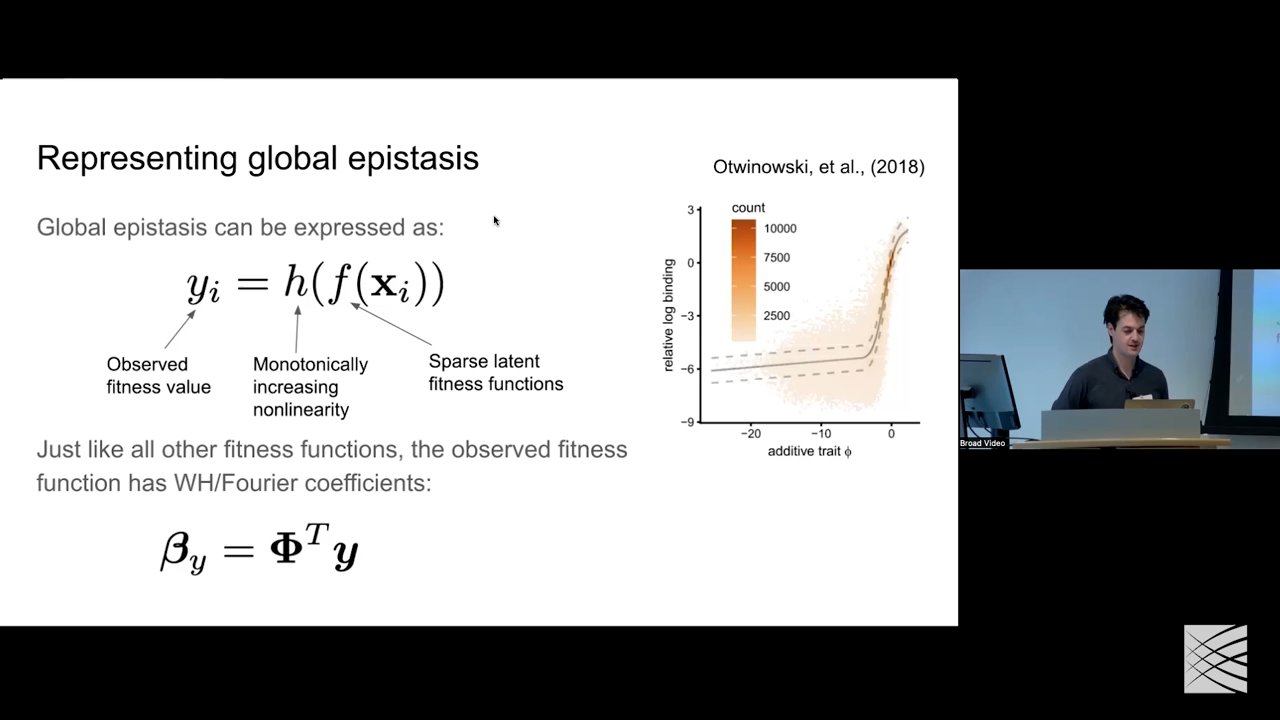 Representing global epistasis
Otwinowski, et al., (2018)
Global epistasis can be expressed as:
yᵢ = h(f(𝐱ᵢ))
Observed
fitness value
Monotonically
increasing
nonlinearity
Sparse latent
fitness functions
Just like all other fitness functions, the observed fitness
function has WH/Fourier coefficients:
𝜷_y = 𝚽ᵀ𝒚
count
10000
7500
5000
2500
relative log binding
3
0
−3
−6
−9
−20
−10
0
additive trait ϕ
Broad Video